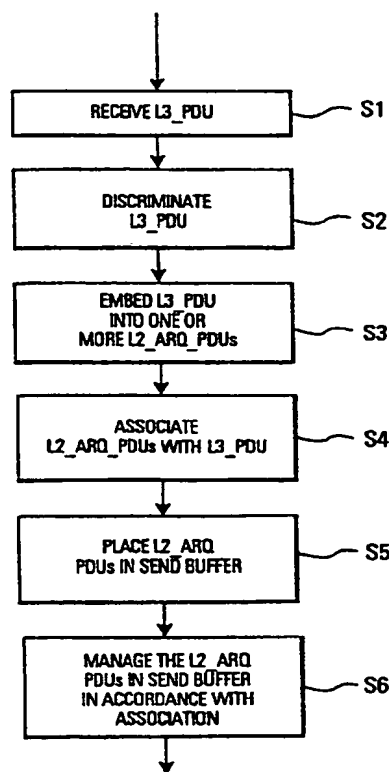 RECEIVE L3_PDU
S1
DISCRIMINATE
L3_PDU
S2
EMBED L3_PDU
INTO ONE OR
MORE L2_ARQ_PDUs
S3
ASSOCIATE
L2_ARQ_PDUs WITH L3_PDU
S4
PLACE L2_ARQ
PDUs IN SEND BUFFER
S5
MANAGE THE L2_ARQ
PDUs IN SEND BUFFER
IN ACCORDANCE WITH
ASSOCIATION
S6